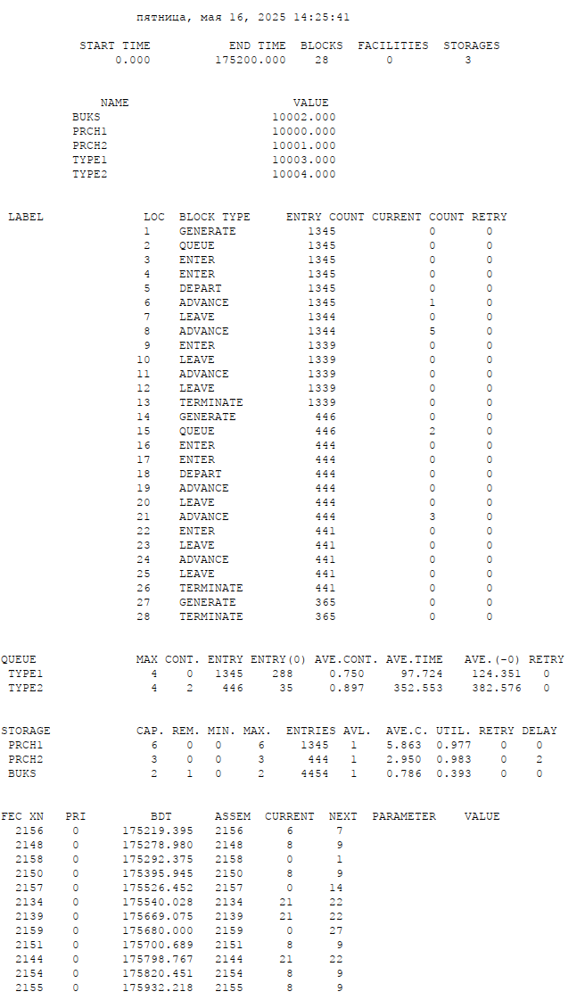 пятница, мая 16, 2025 14:25:41
START TIME END TIME BLOCKS FACILITIES STORAGES
0.000 175200.000 28 0 3
NAME VALUE
BUKS 10002.000
PRCH1 10000.000
PRCH2 10001.000
TYPE1 10003.000
TYPE2 10004.000
LABEL LOC BLOCK TYPE ENTRY COUNT CURRENT COUNT RETRY
1 GENERATE 1345 0 0
2 QUEUE 1345 0 0
3 ENTER 1345 0 0
4 ENTER 1345 0 0
5 DEPART 1345 0 0
6 ADVANCE 1345 1 0
7 LEAVE 1344 0 0
8 ADVANCE 1344 5 0
9 ENTER 1339 0 0
10 LEAVE 1339 0 0
11 ADVANCE 1339 0 0
12 LEAVE 1339 0 0
13 TERMINATE 1339 0 0
14 GENERATE 446 0 0
15 QUEUE 446 2 0
16 ENTER 444 0 0
17 ENTER 444 0 0
18 DEPART 444 0 0
19 ADVANCE 444 0 0
20 LEAVE 444 0 0
21 ADVANCE 444 3 0
22 ENTER 441 0 0
23 LEAVE 441 0 0
24 ADVANCE 441 0 0
25 LEAVE 441 0 0
26 TERMINATE 441 0 0
27 GENERATE 365 0 0
28 TERMINATE 365 0 0
QUEUE MAX CONT. ENTRY ENTRY(0) AVE.CONT. AVE.TIME AVE.(-0) RETRY
TYPE1 4 0 1345 288 0.750 97.724 124.351 0
TYPE2 4 2 446 35 0.897 352.553 382.576 0
STORAGE CAP. REM. MIN. MAX. ENTRIES AVL. AVE.C. UTIL. RETRY DELAY
PRCH1 6 0 0 6 1345 1 5.863 0.977 0 0
PRCH2 3 0 0 3 444 1 2.950 0.983 0 2
BUKS 2 1 0 2 4454 1 0.786 0.393 0 0
FEC XN PRI BDT ASSEM CURRENT NEXT PARAMETER VALUE
2156 0 175219.395 2156 6 7
2148 0 175278.980 2148 8 9
2158 0 175292.375 2158 0 1
2150 0 175395.945 2150 8 9
2157 0 175526.452 2157 0 14
2134 0 175540.028 2134 21 22
2139 0 175669.075 2139 21 22
2159 0 175680.000 2159 0 27
2151 0 175700.689 2151 8 9
2144 0 175798.767 2144 21 22
2154 0 175820.451 2154 8 9
2155 0 175932.218 2155 8 9